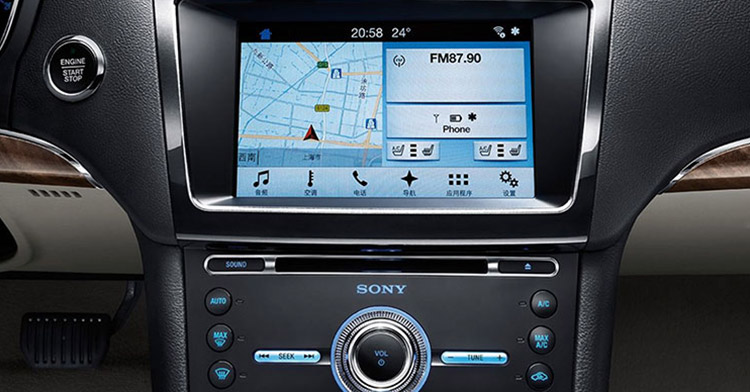 20:58 24°
ENGINE
START
STOP
FM87.90
Phone
西南
上海市
音频 空调 电话 导航 应用程序 设置
SOUND
SONY
AUTO
A/C
MAX
MAX
A/C
VOL
SEEK
− TUNE +